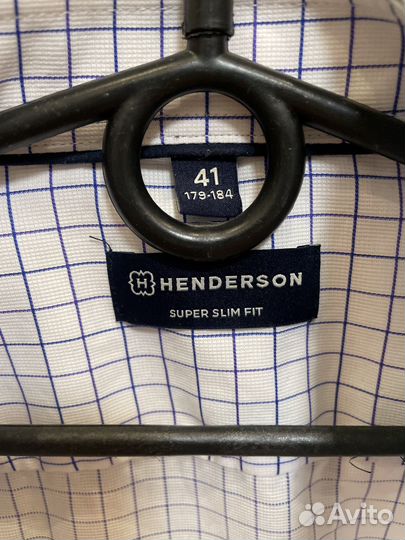 41
179-184
H HENDERSON
SUPER SLIM FIT
Avito